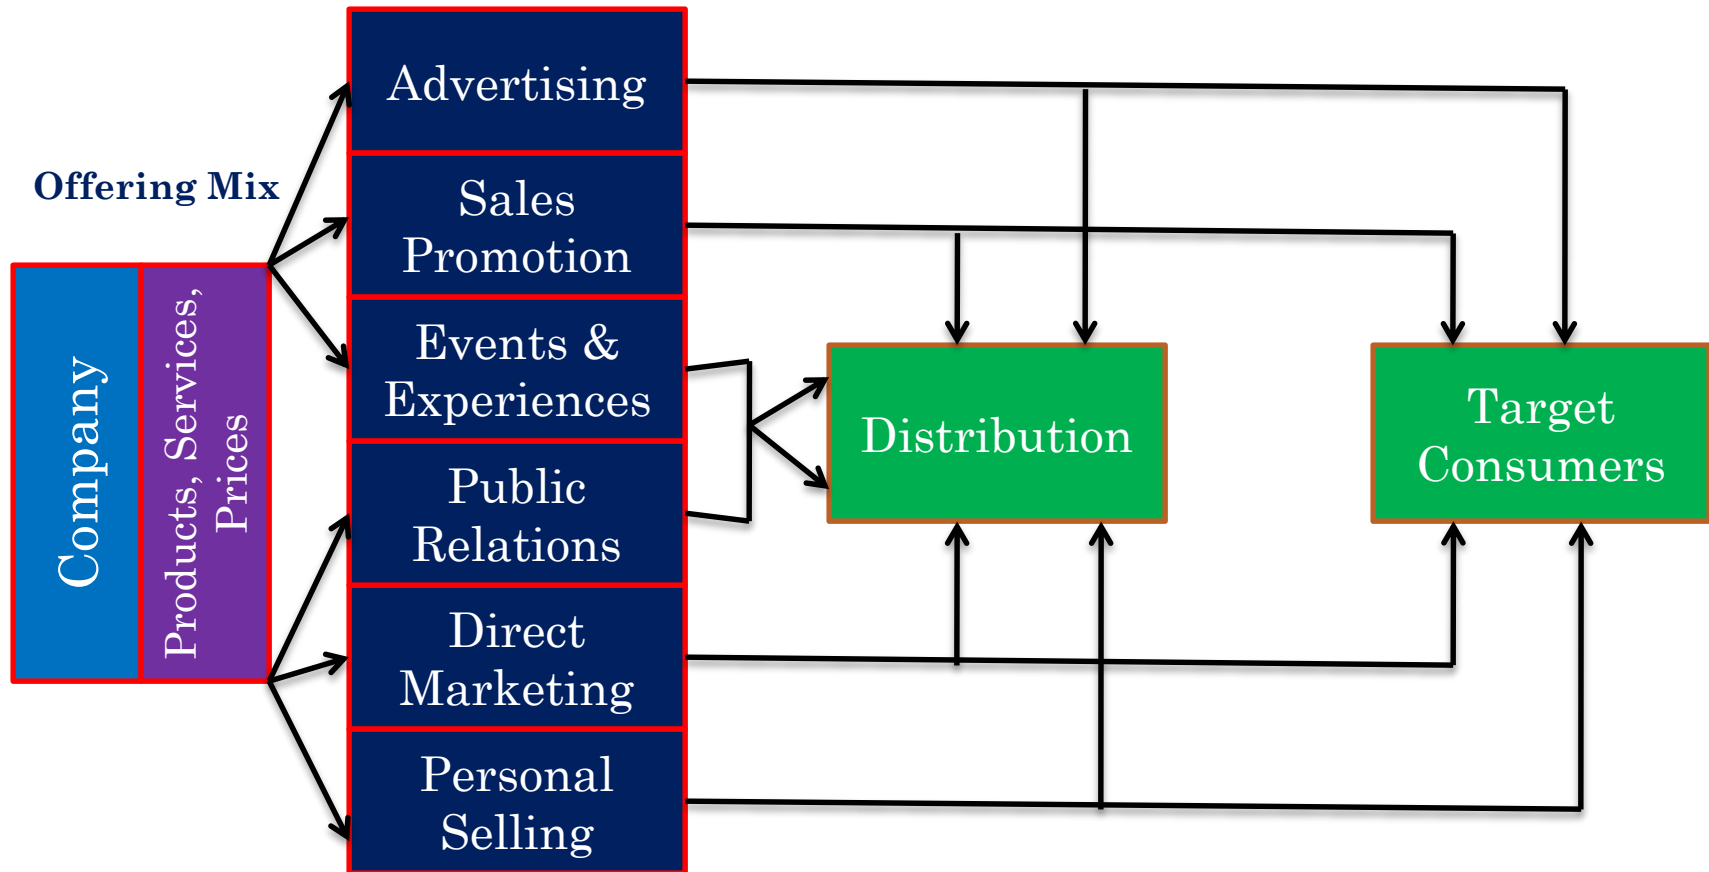 Offering Mix
Company
Products, Services,
Prices
Advertising
Sales
Promotion
Events &
Experiences
Public
Relations
Direct
Marketing
Personal
Selling
Distribution
Target
Consumers